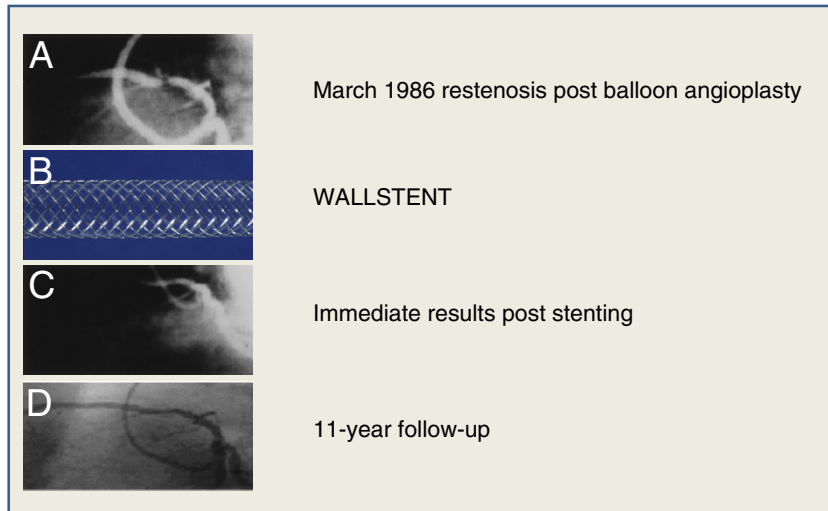 A
March 1986 restenosis post balloon angioplasty
B
WALLSTENT
C
Immediate results post stenting
D
11-year follow-up